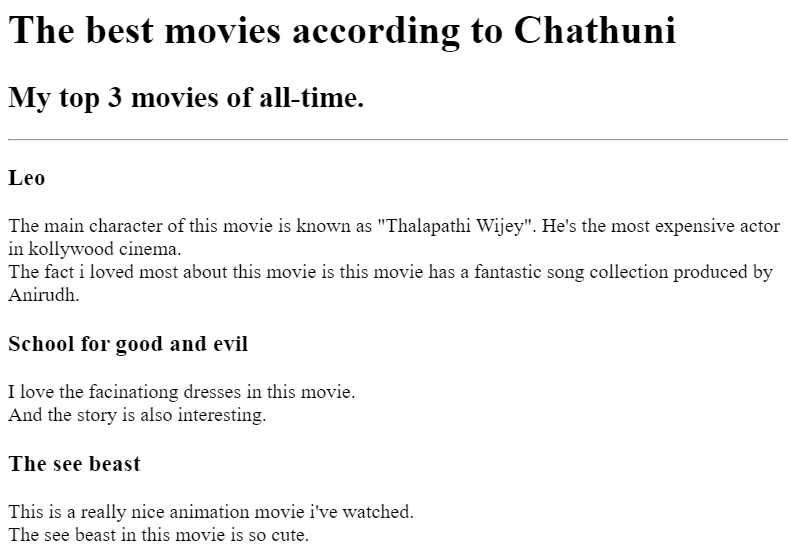 The best movies according to Chathuni
My top 3 movies of all-time.
Leo
The main character of this movie is known as "Thalapathi Wijey". He's the most expensive actor
in kollywood cinema.
The fact i loved most about this movie is this movie has a fantastic song collection produced by
Anirudh.
School for good and evil
I love the facinationg dresses in this movie.
And the story is also interesting.
The see beast
This is a really nice animation movie i've watched.
The see beast in this movie is so cute.